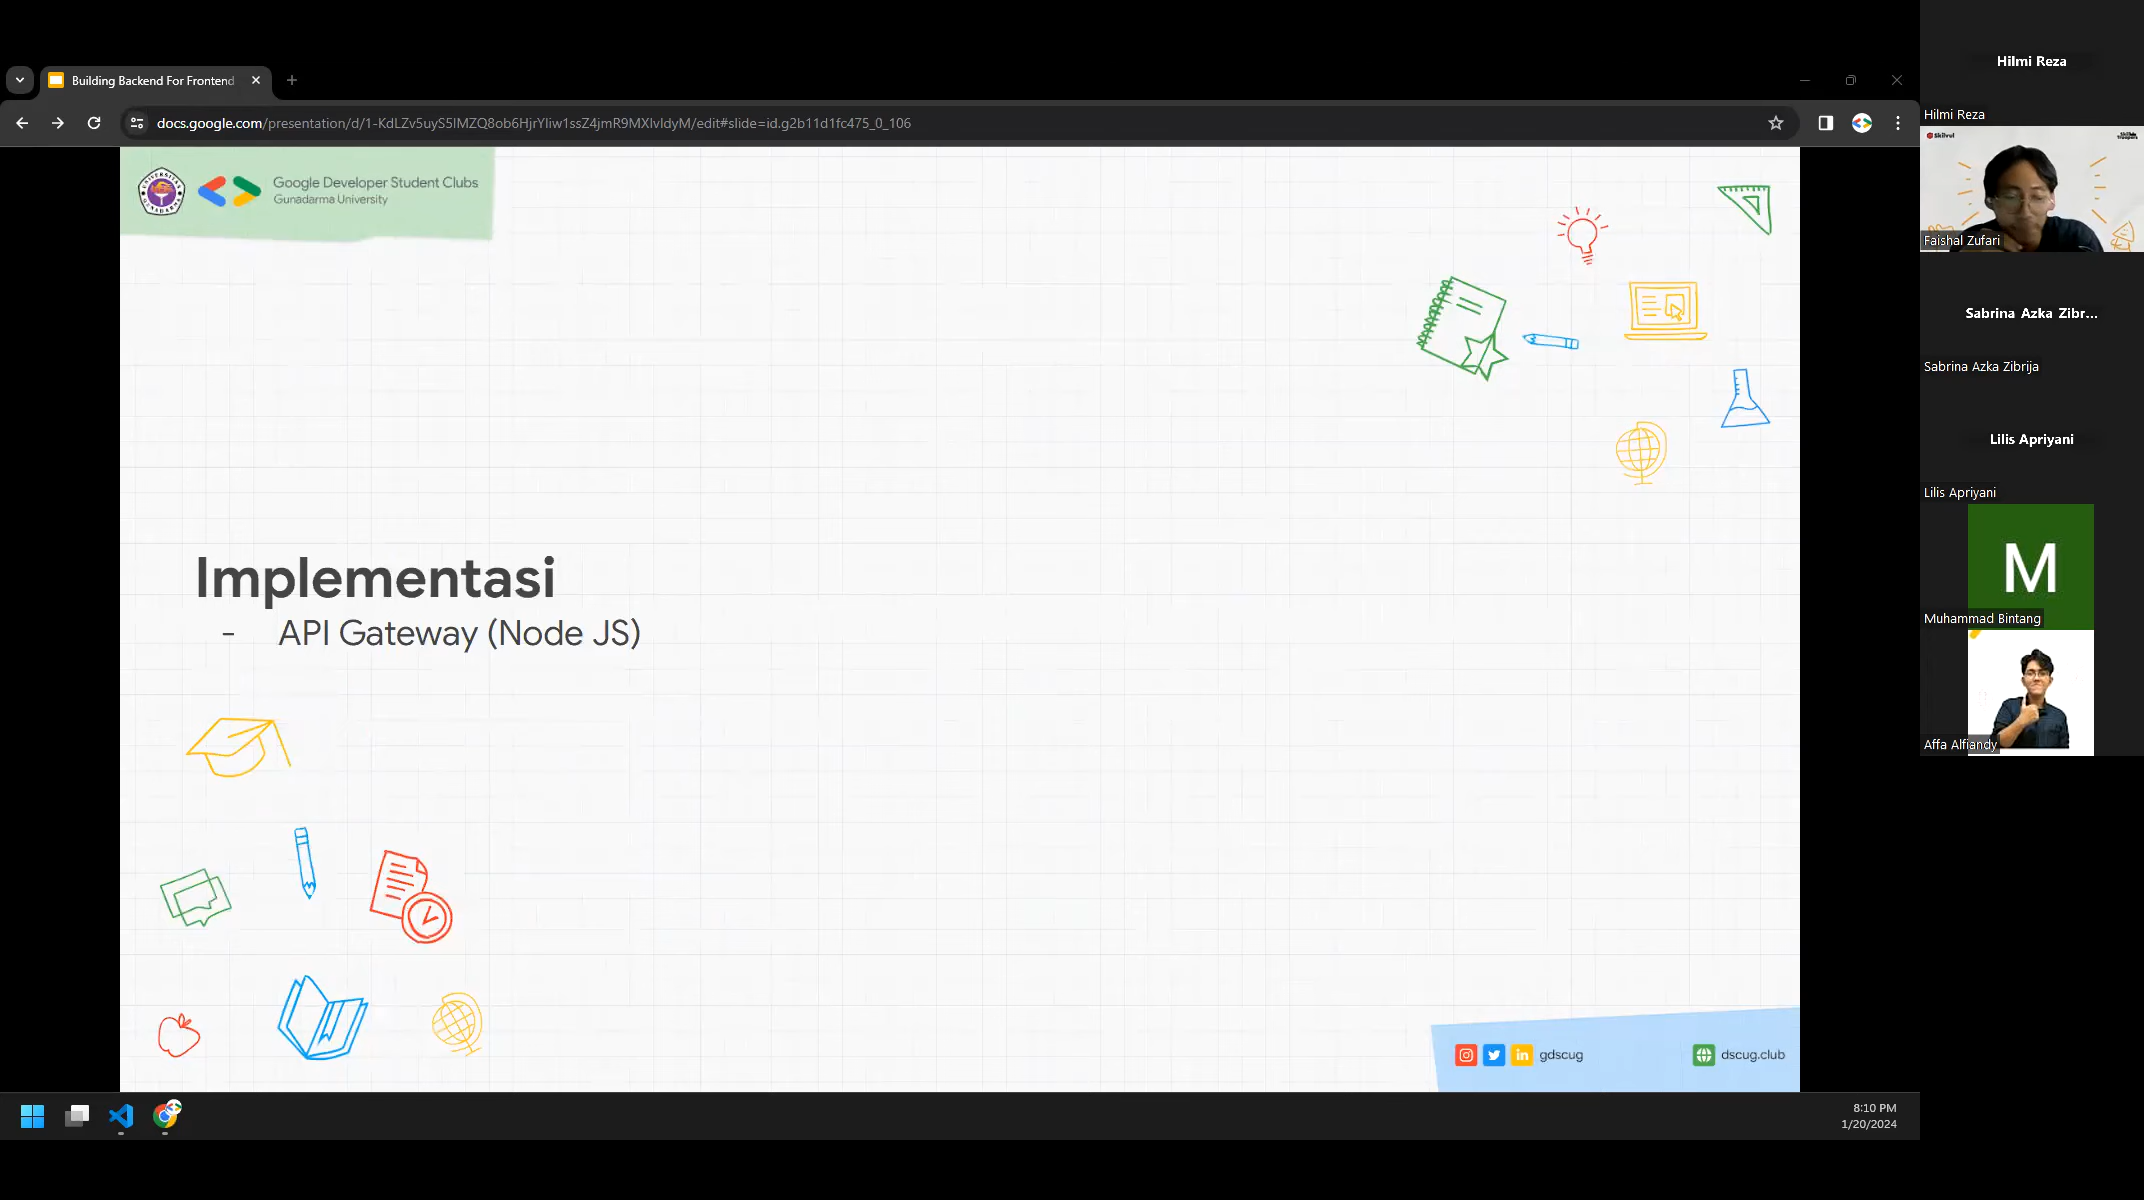 Building Backend For Frontend
docs.google.com/presentation/d/1-KdLZv5uyS5IMZQ8ob6HjrYliw1ssZ4jmR9MXlvldyM/edit#slide=id.g2b11d1fc475_0_106
Google Developer Student Clubs
Gunadarma University
Implementasi
- API Gateway (Node JS)
gdscug
dscug.club
8:10 PM
1/20/2024
Hilmi Reza
Hilmi Reza
Skilvul
Faishal Zufari
Sabrina Azka Zibr...
Sabrina Azka Zibrija
Lilis Apriyani
Lilis Apriyani
M
Muhammad Bintang
Affa Alfiandy